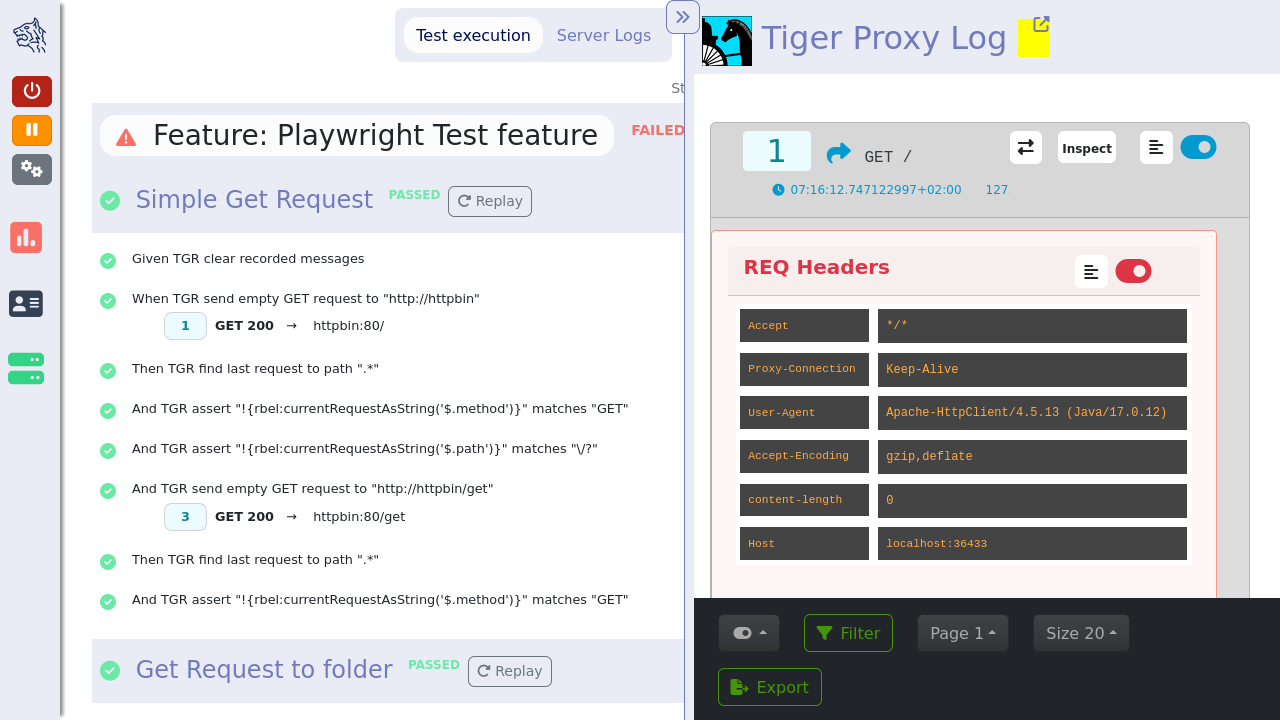 Test execution
Server Logs
St
Feature: Playwright Test feature
FAILED
Simple Get Request
PASSED
Replay
Given TGR clear recorded messages
When TGR send empty GET request to "http://httpbin"
1 GET 200 → httpbin:80/
Then TGR find last request to path ".*"
And TGR assert "!{rbel:currentRequestAsString('$.method')}" matches "GET"
And TGR assert "!{rbel:currentRequestAsString('$.path')}" matches "\/?"
And TGR send empty GET request to "http://httpbin/get"
3 GET 200 → httpbin:80/get
Then TGR find last request to path ".*"
And TGR assert "!{rbel:currentRequestAsString('$.method')}" matches "GET"
Get Request to folder
PASSED
Replay
Tiger Proxy Log
1
GET /
Inspect
07:16:12.747122997+02:00
127.
REQ Headers
Accept */*
Proxy-Connection Keep-Alive
User-Agent Apache-HttpClient/4.5.13 (Java/17.0.12)
Accept-Encoding gzip,deflate
content-length 0
Host localhost:36433
Filter
Page 1
Size 20
Export